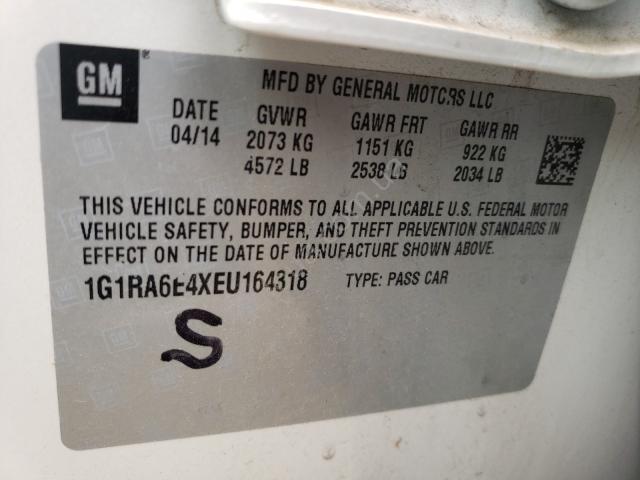 GM
MFD BY GENERAL MOTORS LLC
DATE GVWR GAWR FRT GAWR RR
04/14 2073 KG 1151 KG 922 KG
4572 LB 2538 LB 2034 LB
THIS VEHICLE CONFORMS TO ALL APPLICABLE U.S. FEDERAL MOTOR
VEHICLE SAFETY, BUMPER, AND THEFT PREVENTION STANDARDS IN
EFFECT ON THE DATE OF MANUFACTURE SHOWN ABOVE.
1G1RA6E4XEU164318 TYPE: PASS CAR
S